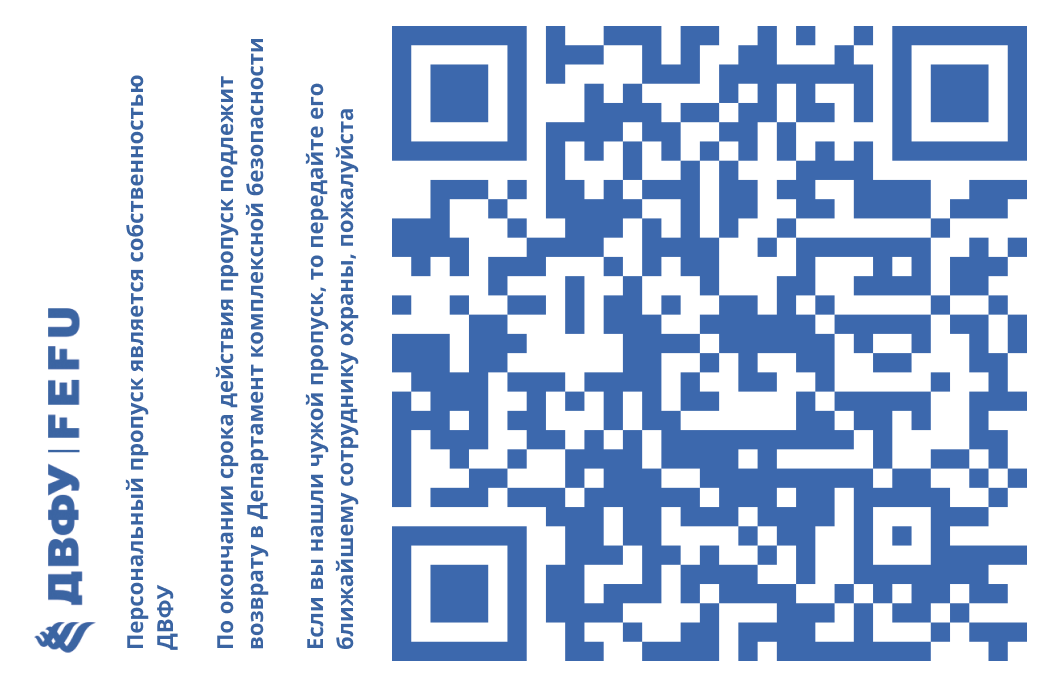 ДВФУ | FEFU
Персональный пропуск является собственностью
ДВФУ
По окончании срока действия пропуск подлежит
возврату в Департамент комплексной безопасности
Если вы нашли чужой пропуск, то передайте его
ближайшему сотруднику охраны, пожалуйста